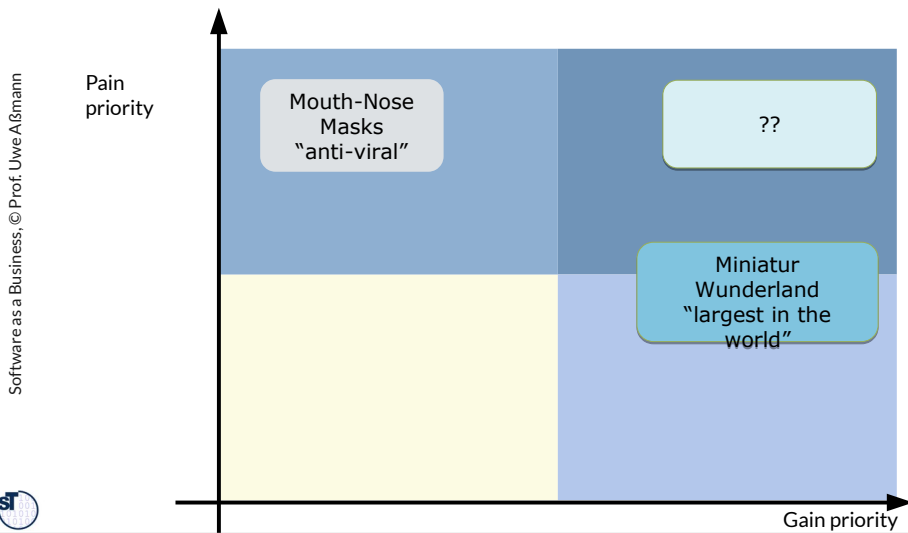 Pain
priority
Mouth-Nose
Masks
“anti-viral”
??
Miniatur
Wunderland
“largest in the
world”
Gain priority
Software as a Business, © Prof. Uwe Aßmann
sT